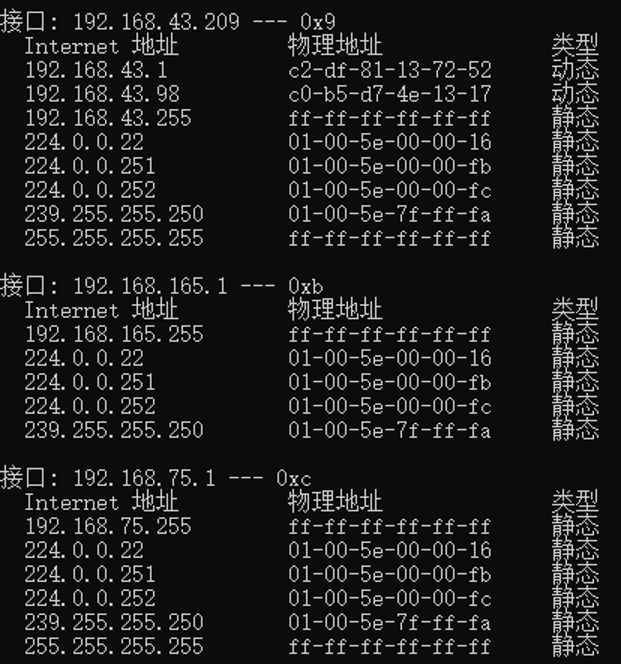 接口: 192.168.43.209 --- 0x9
Internet 地址 物理地址 类型
192.168.43.1 c2-df-81-13-72-52 动态
192.168.43.98 c0-b5-d7-4e-13-17 动态
192.168.43.255 ff-ff-ff-ff-ff-ff 静态
224.0.0.22 01-00-5e-00-00-16 静态
224.0.0.251 01-00-5e-00-00-fb 静态
224.0.0.252 01-00-5e-00-00-fc 静态
239.255.255.250 01-00-5e-7f-ff-fa 静态
255.255.255.255 ff-ff-ff-ff-ff-ff 静态
接口: 192.168.165.1 --- 0xb
Internet 地址 物理地址 类型
192.168.165.255 ff-ff-ff-ff-ff-ff 静态
224.0.0.22 01-00-5e-00-00-16 静态
224.0.0.251 01-00-5e-00-00-fb 静态
224.0.0.252 01-00-5e-00-00-fc 静态
239.255.255.250 01-00-5e-7f-ff-fa 静态
接口: 192.168.75.1 --- 0xc
Internet 地址 物理地址 类型
192.168.75.255 ff-ff-ff-ff-ff-ff 静态
224.0.0.22 01-00-5e-00-00-16 静态
224.0.0.251 01-00-5e-00-00-fb 静态
224.0.0.252 01-00-5e-00-00-fc 静态
239.255.255.250 01-00-5e-7f-ff-fa 静态
255.255.255.255 ff-ff-ff-ff-ff-ff 静态